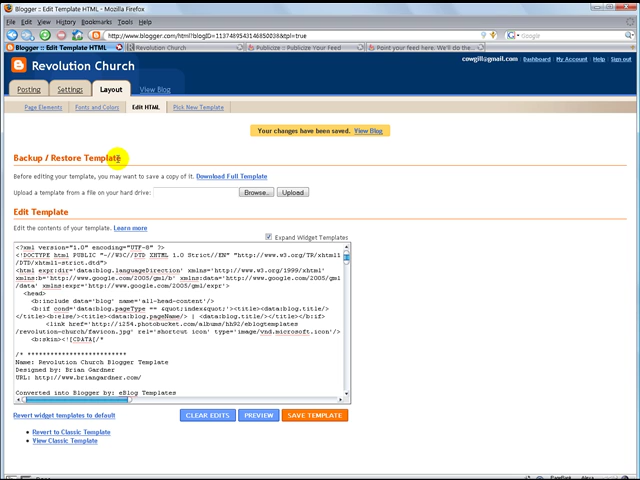 Blogger :: Edit Template HTML - Mozilla Firefox
File Edit View History Bookmarks Tools Help
http://www.blogger.com/html?blogID=1137489543146850038&tpl=true
Google
Blogger :: Edit Template HTML
Revolution Church
Publicize :: Publicize Your Feed
Point your feed here. We'll do the...
Revolution Church
cowgill@gmail.com Dashboard My Account Help Sign out
Posting Settings Layout View Blog
Page Elements Fonts and Colors Edit HTML Pick New Template
Your changes have been saved. View Blog
Backup / Restore Template
Before editing your template, you may want to save a copy of it. Download Full Template
Upload a template from a file on your hard drive: Browse.. Upload
Edit Template
Edit the contents of your template. Learn more
Expand Widget Templates
<?xml version="1.0" encoding="UTF-8" ?>
<!DOCTYPE html PUBLIC "-//W3C//DTD XHTML 1.0 Strict//EN" "http://www.w3.org/TR/xhtml1
/DTD/xhtml1-strict.dtd">
<html expr:dir='data:blog.languageDirection' xmlns='http://www.w3.org/1999/xhtml'
xmlns:b='http://www.google.com/2005/gml/b' xmlns:data='http://www.google.com/2005/gml
/data' xmlns:expr='http://www.google.com/2005/gml/expr'>
<head>
<b:include data='blog' name='all-head-content'/>
<b:if cond='data:blog.pageType == &quot;index&quot;'><title><data:blog.title/>
</title><b:else/><title><data:blog.pageName/> | <data:blog.title/></title></b:if>
<link href='http://i254.photobucket.com/albums/hh92/eblogtemplates
/revolution-church/favicon.jpg' rel='shortcut icon' type='image/vnd.microsoft.icon'/>
<b:skin><![CDATA[/*
/* *************************
Name: Revolution Church Blogger Template
Designed by: Brian Gardner
URL: http://www.briangardner.com/
Converted into Blogger by: eBlog Templates
Revert widget templates to default
CLEAR EDITS PREVIEW SAVE TEMPLATE
Revert to Classic Template
View Classic Template
PageRank Alexa